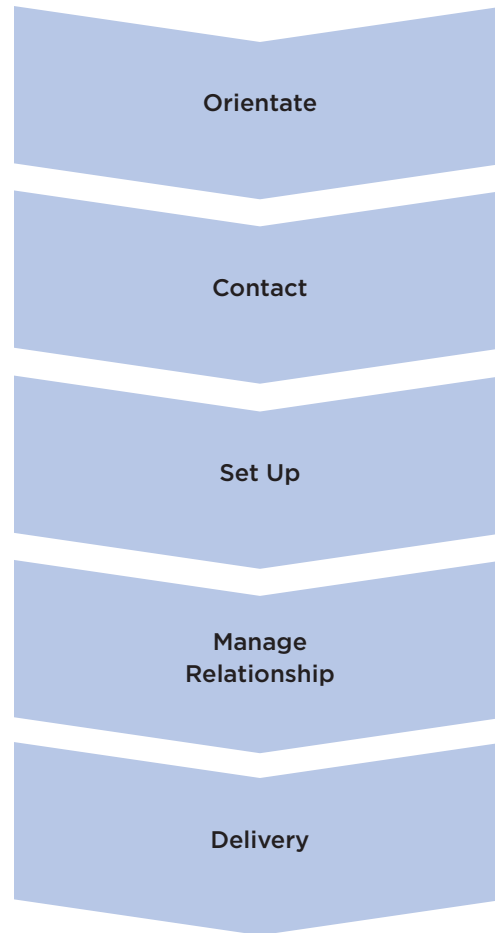 Orientate
Contact
Set Up
Manage
Relationship
Delivery